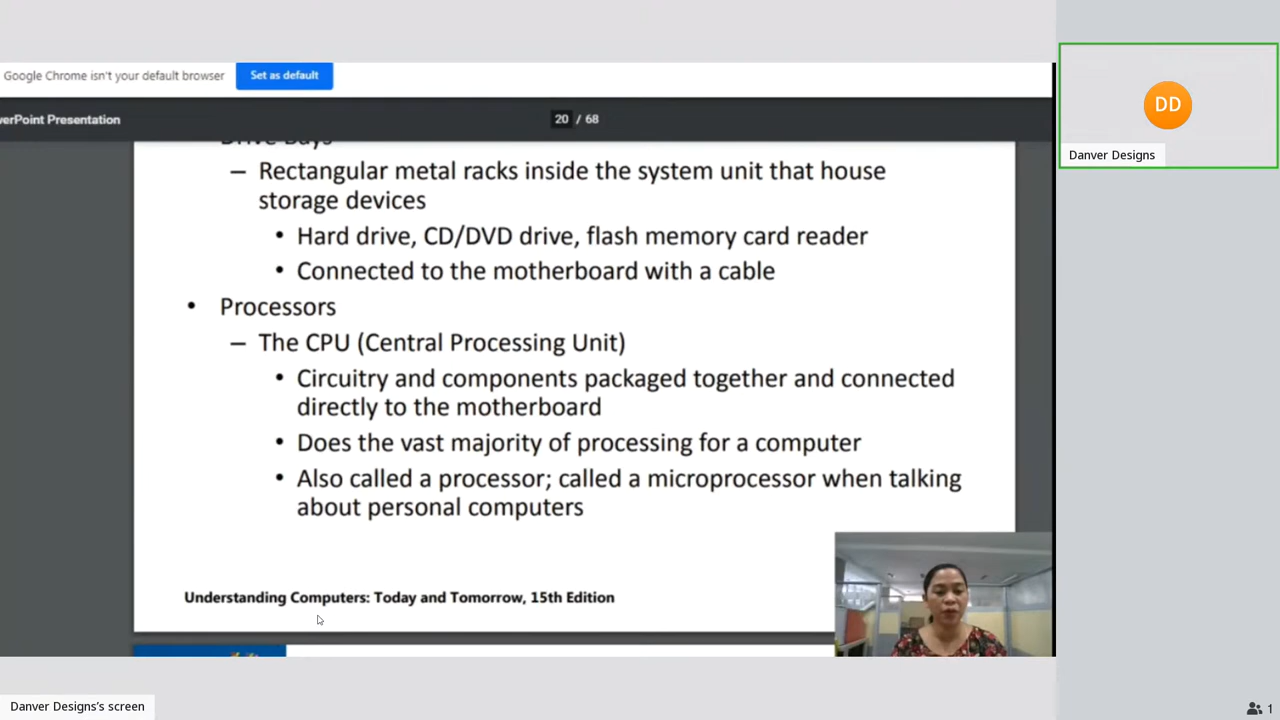 Google Chrome isn't your default browser Set as default
verPoint Presentation 20 / 68
Drive Bays
– Rectangular metal racks inside the system unit that house
storage devices
• Hard drive, CD/DVD drive, flash memory card reader
• Connected to the motherboard with a cable
• Processors
– The CPU (Central Processing Unit)
• Circuitry and components packaged together and connected
directly to the motherboard
• Does the vast majority of processing for a computer
• Also called a processor; called a microprocessor when talking
about personal computers
Understanding Computers: Today and Tomorrow, 15th Edition
DD
Danver Designs
Danver Designs's screen
1